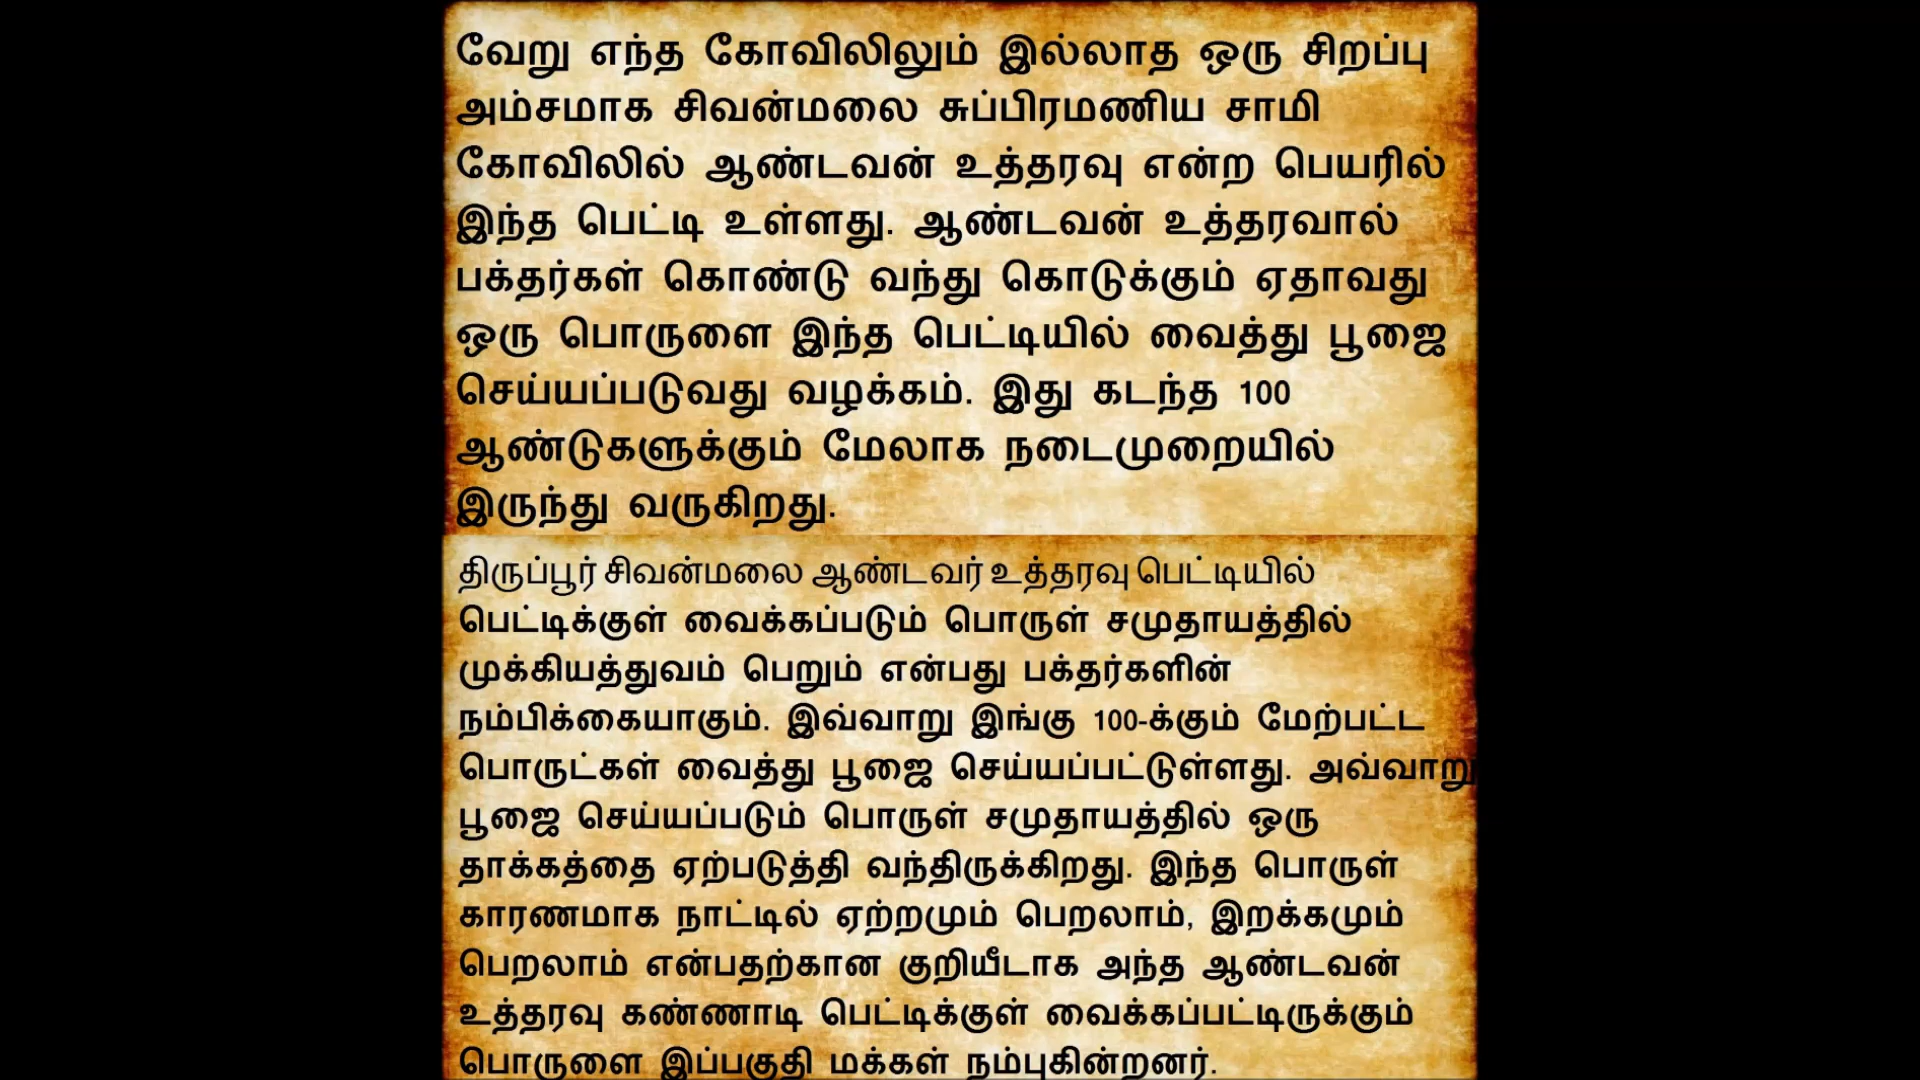 வேறு எந்த கோவிலிலும் இல்லாத ஒரு சிறப்பு
அம்சமாக சிவன்மலை சுப்பிரமணிய சாமி
கோவிலில் ஆண்டவன் உத்தரவு என்ற பெயரில்
இந்த பெட்டி உள்ளது. ஆண்டவன் உத்தரவால்
பக்தர்கள் கொண்டு வந்து கொடுக்கும் ஏதாவது
ஒரு பொருளை இந்த பெட்டியில் வைத்து பூஜை
செய்யப்படுவது வழக்கம். இது கடந்த 100
ஆண்டுகளுக்கும் மேலாக நடைமுறையில்
இருந்து வருகிறது.
திருப்பூர் சிவன்மலை ஆண்டவர் உத்தரவு பெட்டியில்
பெட்டிக்குள் வைக்கப்படும் பொருள் சமுதாயத்தில்
முக்கியத்துவம் பெறும் என்பது பக்தர்களின்
நம்பிக்கையாகும். இவ்வாறு இங்கு 100-க்கும் மேற்பட்ட
பொருட்கள் வைத்து பூஜை செய்யப்பட்டுள்ளது. அவ்வாறு
பூஜை செய்யப்படும் பொருள் சமுதாயத்தில் ஒரு
தாக்கத்தை ஏற்படுத்தி வந்திருக்கிறது. இந்த பொருள்
காரணமாக நாட்டில் ஏற்றமும் பெறலாம், இறக்கமும்
பெறலாம் என்பதற்கான குறியீடாக அந்த ஆண்டவன்
உத்தரவு கண்ணாடி பெட்டிக்குள் வைக்கப்பட்டிருக்கும்
பொருளை இப்பகுதி மக்கள் நம்புகின்றனர்.